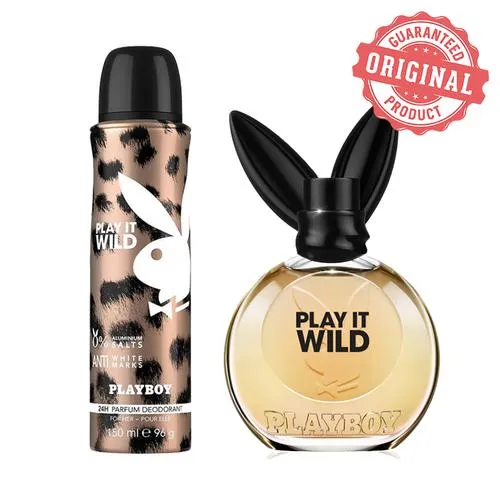 GUARANTEED
ORIGINAL
PRODUCT
PLAY IT
WILD
0% ALUMINIUM
SALTS
ANTI WHITE
MARKS
PLAYBOY
24H PARFUM DEODORANT
FOR HER – POUR ELLE
150 ml e 96 g
PLAY IT
WILD
PLAYBOY